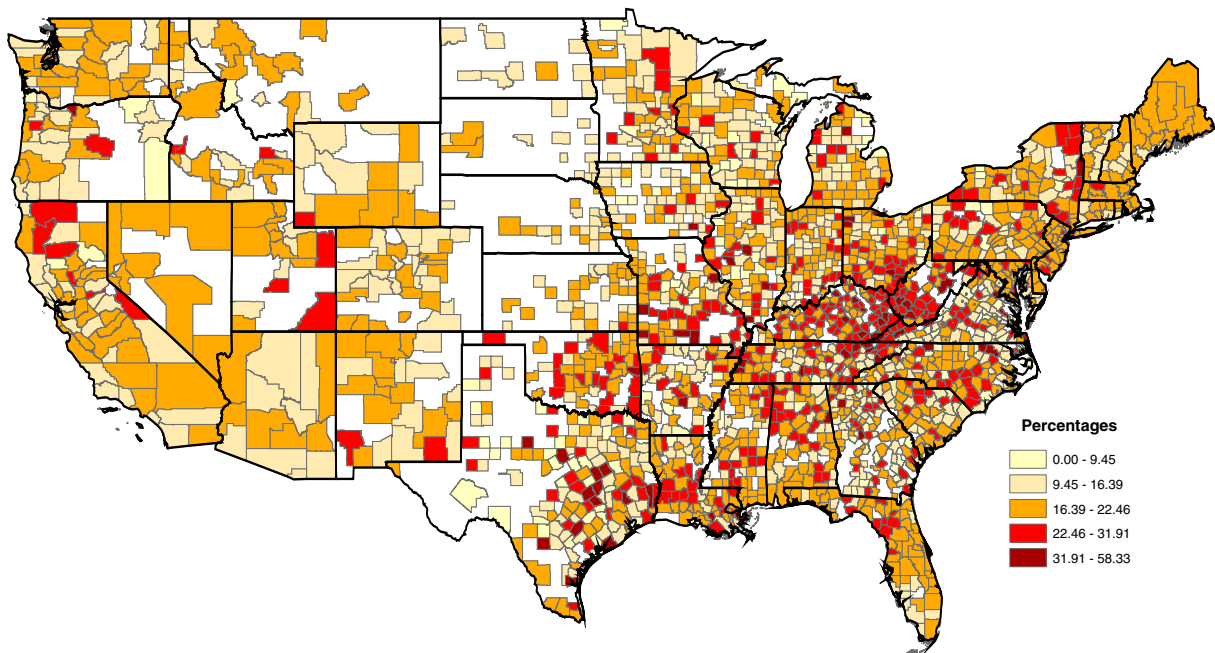 Percentages
0.00 - 9.45
9.45 - 16.39
16.39 - 22.46
22.46 - 31.91
31.91 - 58.33